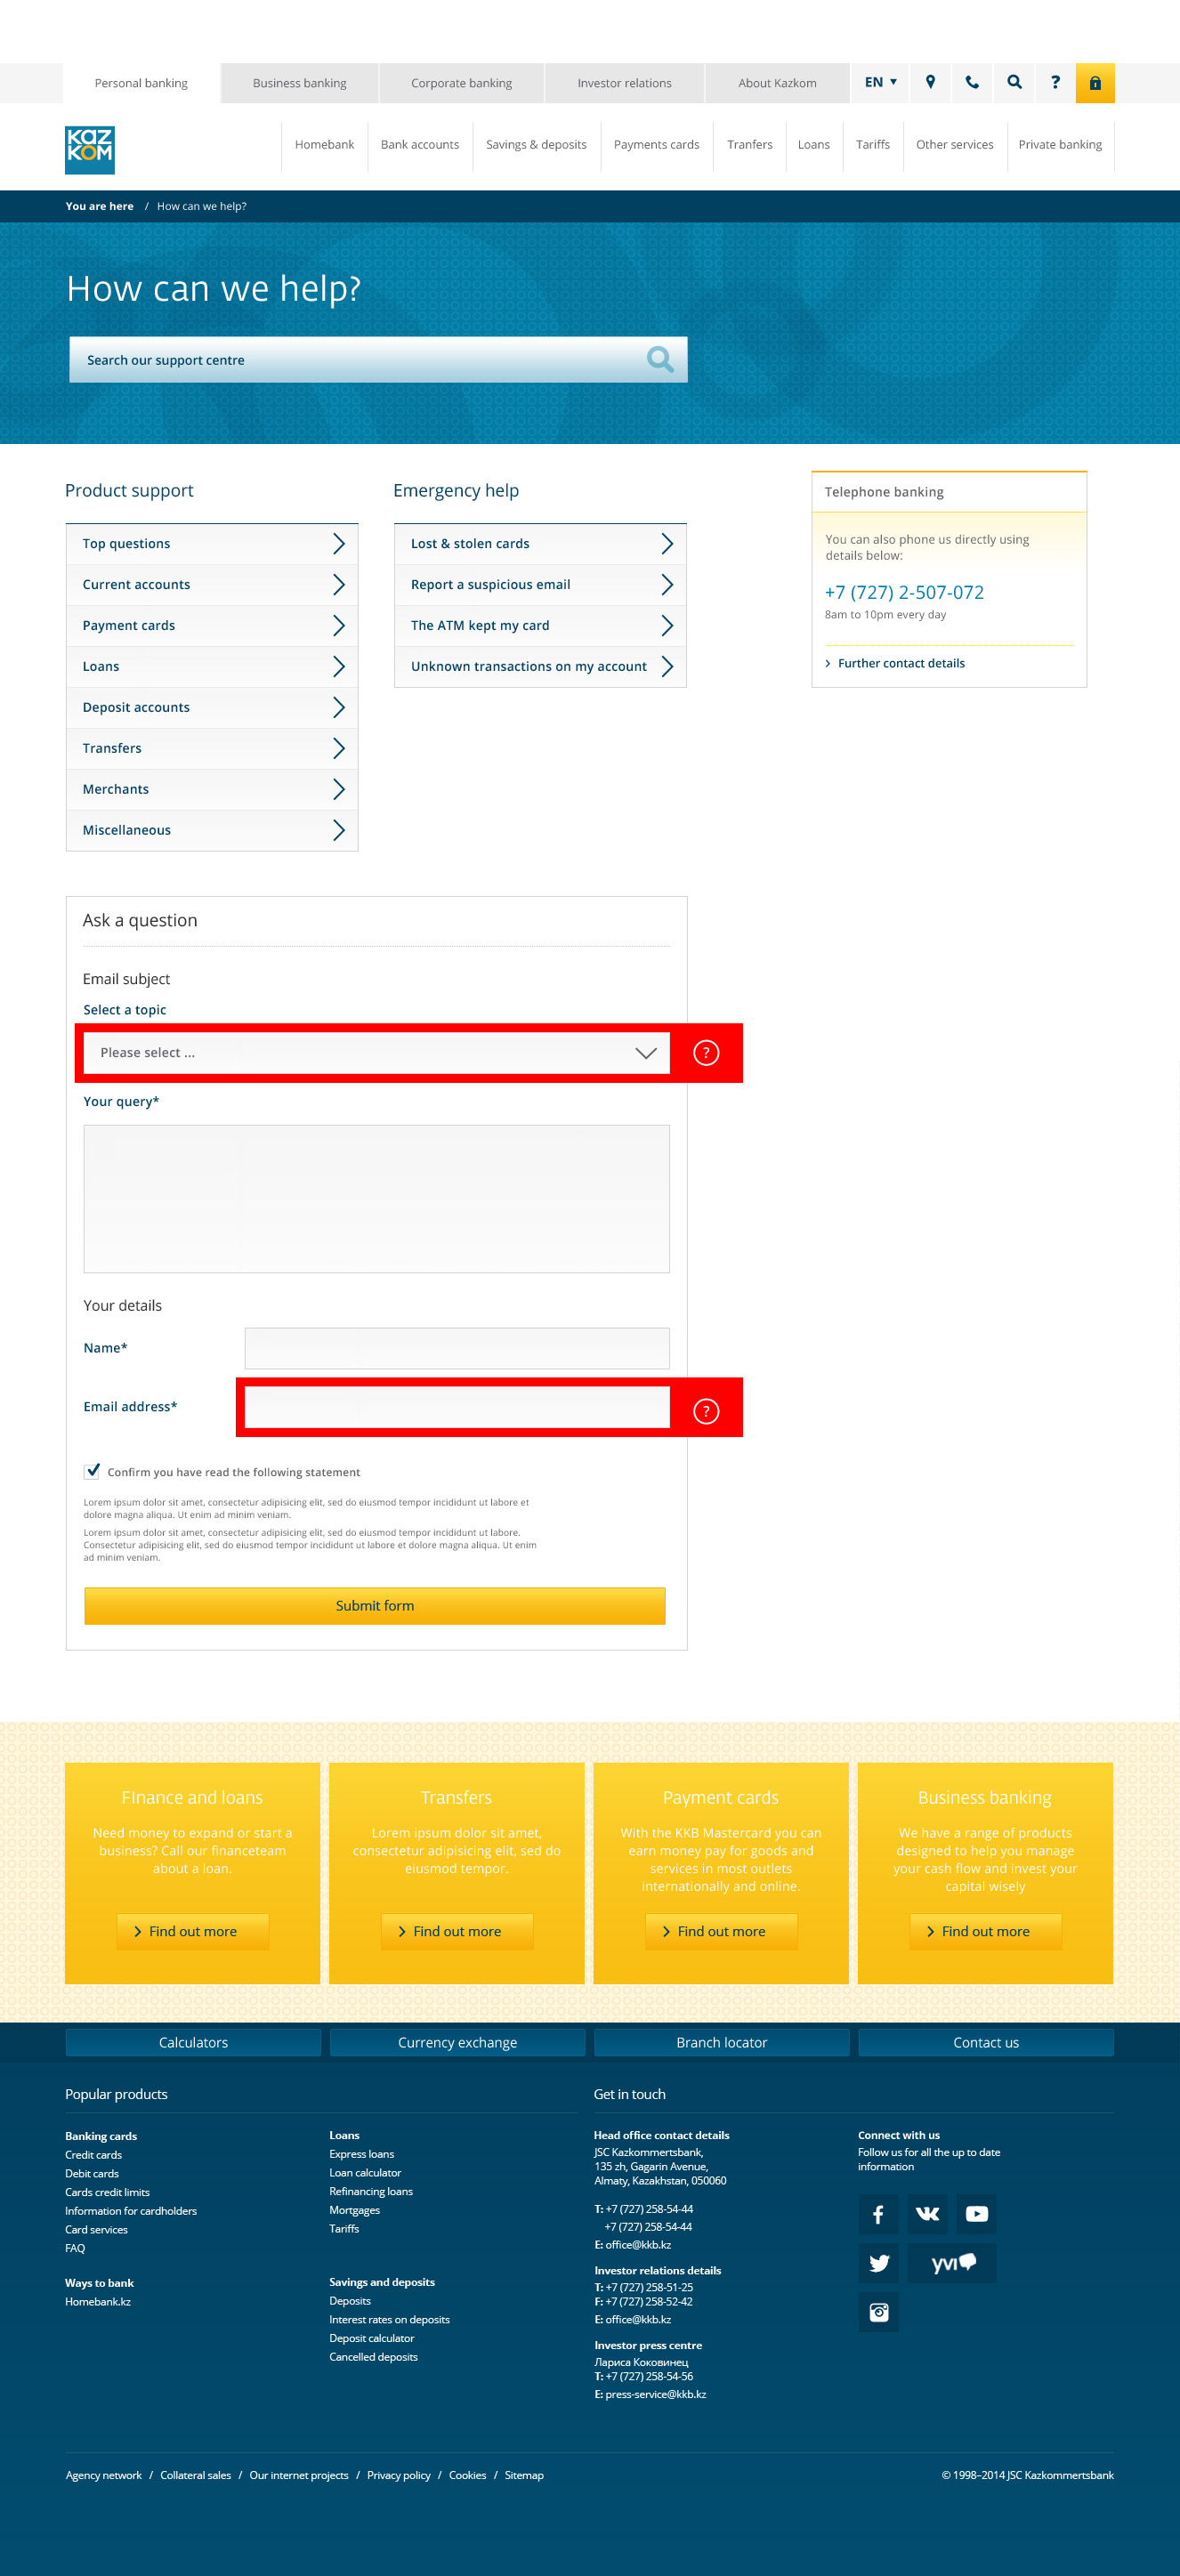 Personal banking
Business banking
Corporate banking
Investor relations
About Kazkom
EN
?
KAZ
KOM
Homebank
Bank accounts
Savings & deposits
Payments cards
Tranfers
Loans
Tariffs
Other services
Private banking
You are here / How can we help?
How can we help?
Search our support centre
Product support
Top questions
Current accounts
Payment cards
Loans
Deposit accounts
Transfers
Merchants
Miscellaneous
Emergency help
Lost & stolen cards
Report a suspicious email
The ATM kept my card
Unknown transactions on my account
Telephone banking
You can also phone us directly using
details below:
+7 (727) 2-507-072
8am to 10pm every day
Further contact details
Ask a question
Email subject
Select a topic
Please select ...
?
Your query*
Your details
Name*
Email address*
?
Confirm you have read the following statement
Lorem ipsum dolor sit amet, consectetur adipisicing elit, sed do eiusmod tempor incididunt ut labore et
dolore magna aliqua. Ut enim ad minim veniam.
Lorem ipsum dolor sit amet, consectetur adipisicing elit, sed do eiusmod tempor incididunt ut labore.
Consectetur adipisicing elit, sed do eiusmod tempor incididunt ut labore et dolore magna aliqua. Ut enim
ad minim veniam.
Submit form
FInance and loans
Need money to expand or start a
business? Call our financeteam
about a loan.
Find out more
Transfers
Lorem ipsum dolor sit amet,
consectetur adipisicing elit, sed do
eiusmod tempor.
Find out more
Payment cards
With the KKB Mastercard you can
earn money pay for goods and
services in most outlets
internationally and online.
Find out more
Business banking
We have a range of products
designed to help you manage
your cash flow and invest your
capital wisely
Find out more
Calculators
Currency exchange
Branch locator
Contact us
Popular products
Banking cards
Credit cards
Debit cards
Cards credit limits
Information for cardholders
Card services
FAQ
Ways to bank
Homebank.kz
Loans
Express loans
Loan calculator
Refinancing loans
Mortgages
Tariffs
Savings and deposits
Deposits
Interest rates on deposits
Deposit calculator
Cancelled deposits
Get in touch
Head office contact details
JSC Kazkommertsbank,
135 zh, Gagarin Avenue,
Almaty, Kazakhstan, 050060
T: +7 (727) 258-54-44
+7 (727) 258-54-44
E: office@kkb.kz
Investor relations details
T: +7 (727) 258-51-25
F: +7 (727) 258-52-42
E: office@kkb.kz
Investor press centre
Лариса Коковинец
T: +7 (727) 258-54-56
E: press-service@kkb.kz
Connect with us
Follow us for all the up to date
information
yvi
Agency network / Collateral sales / Our internet projects / Privacy policy / Cookies / Sitemap
© 1998–2014 JSC Kazkommertsbank